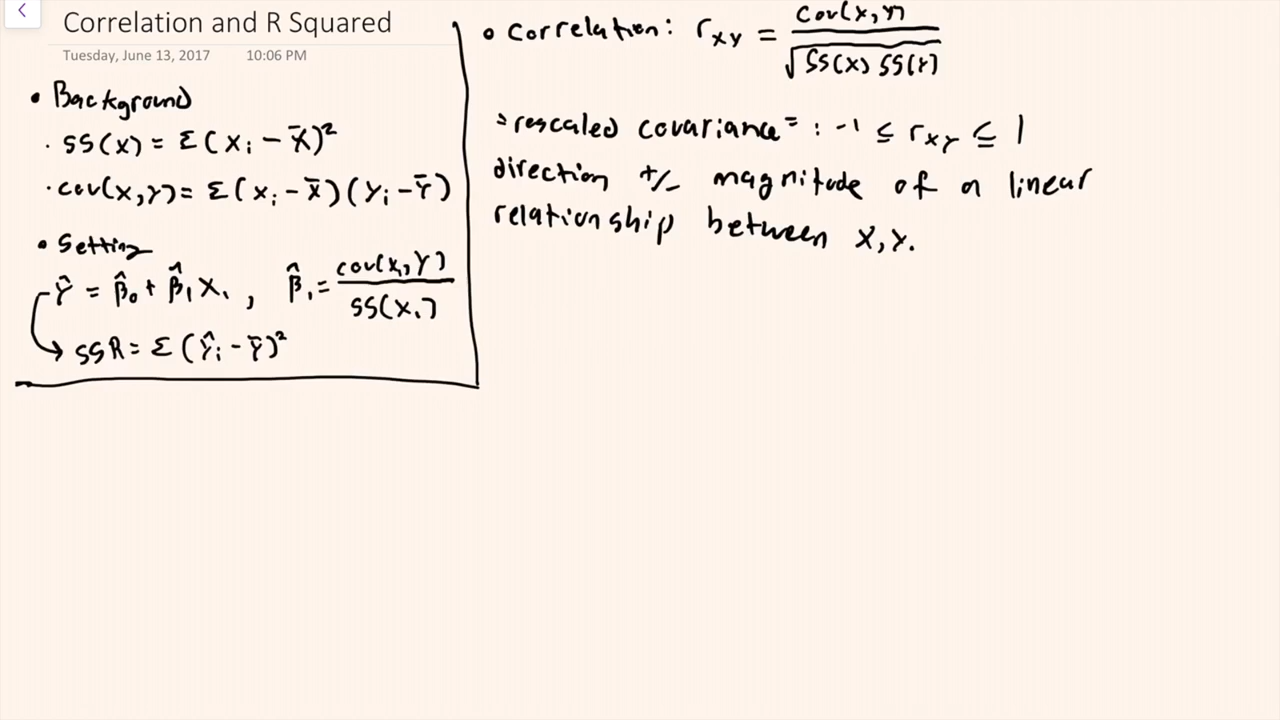 Correlation and R Squared
Tuesday, June 13, 2017 10:06 PM
• Background
· SS(X) = Σ(Xi - X̄)²
· cov(X,Y) = Σ(Xi - X̄)(Yi - Ȳ)
• Setting
Ŷ = β̂0 + β̂1X1, β̂1 = cov(X1,Y) / SS(X1)
→ SSR = Σ(Ŷi - Ȳ)²
• Correlation: rXY = cov(X,Y) / √SS(X) SS(Y)
"rescaled covariance" : -1 ≤ rXY ≤ 1
direction +/- magnitude of a linear
relationship between X,Y.